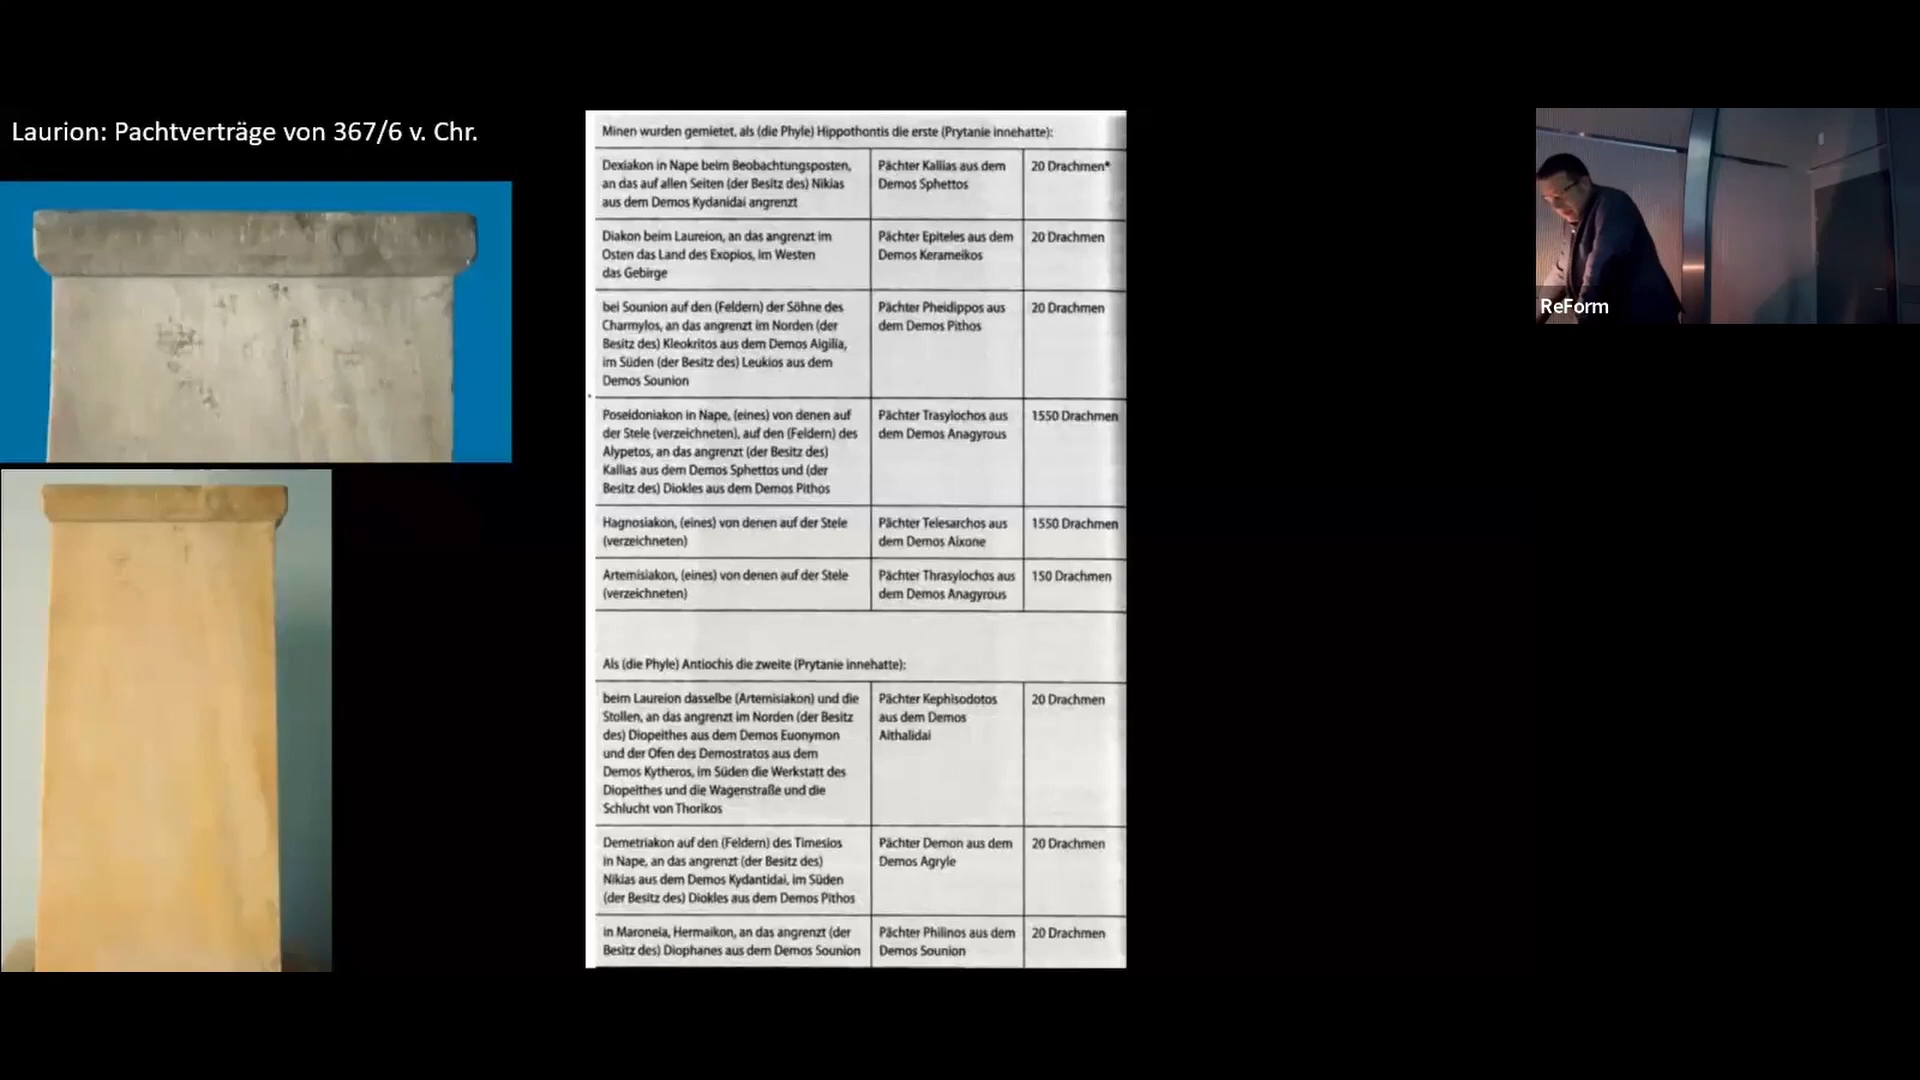 Laurion: Pachtverträge von 367/6 v. Chr.
Minen wurden gemietet, als (die Phyle) Hippothontis die erste (Prytanie innehatte):
Dexiakon in Nape beim Beobachtungsposten,
an das auf allen Seiten (der Besitz des) Nikias
aus dem Demos Kydanidai angrenzt
Pächter Kallias aus dem
Demos Sphettos
20 Drachmen*
Diakon beim Laureion, an das angrenzt im
Osten das Land des Exopios, im Westen
das Gebirge
Pächter Epiteles aus dem
Demos Kerameikos
20 Drachmen
bei Sounion auf den (Feldern) der Söhne des
Charmylos, an das angrenzt im Norden (der
Besitz des) Kleokritos aus dem Demos Aigilia,
im Süden (der Besitz des) Leukios aus dem
Demos Sounion
Pächter Pheidippos aus
dem Demos Pithos
20 Drachmen
Poseidoniakon in Nape, (eines) von denen auf
der Stele (verzeichneten), auf den (Feldern) des
Alypetos, an das angrenzt (der Besitz des)
Kallias aus dem Demos Sphettos und (der
Besitz des) Diokles aus dem Demos Pithos
Pächter Trasylochos aus
dem Demos Anagyrous
1550 Drachmen
Hagnosiakon, (eines) von denen auf der Stele
(verzeichneten)
Pächter Telesarchos aus
dem Demos Aixone
1550 Drachmen
Artemisiakon, (eines) von denen auf der Stele
(verzeichneten)
Pächter Thrasylochos aus
dem Demos Anagyrous
150 Drachmen
Als (die Phyle) Antiochis die zweite (Prytanie innehatte):
beim Laureion dasselbe (Artemisiakon) und die
Stollen, an das angrenzt im Norden (der Besitz
des) Diopeithes aus dem Demos Euonymon
und der Ofen des Demostratos aus dem
Demos Kytheros, im Süden die Werkstatt des
Diopeithes und die Wagenstraße und die
Schlucht von Thorikos
Pächter Kephisodotos
aus dem Demos
Aithalidai
20 Drachmen
Demetriakon auf den (Feldern) des Timesios
in Nape, an das angrenzt (der Besitz des)
Nikias aus dem Demos Kydantidai, im Süden
(der Besitz des) Diokles aus dem Demos Pithos
Pächter Demon aus dem
Demos Agryle
20 Drachmen
in Maroneia, Hermaikon, an das angrenzt (der
Besitz des) Diophanes aus dem Demos Sounion
Pächter Philinos aus dem
Demos Sounion
20 Drachmen
ReForm